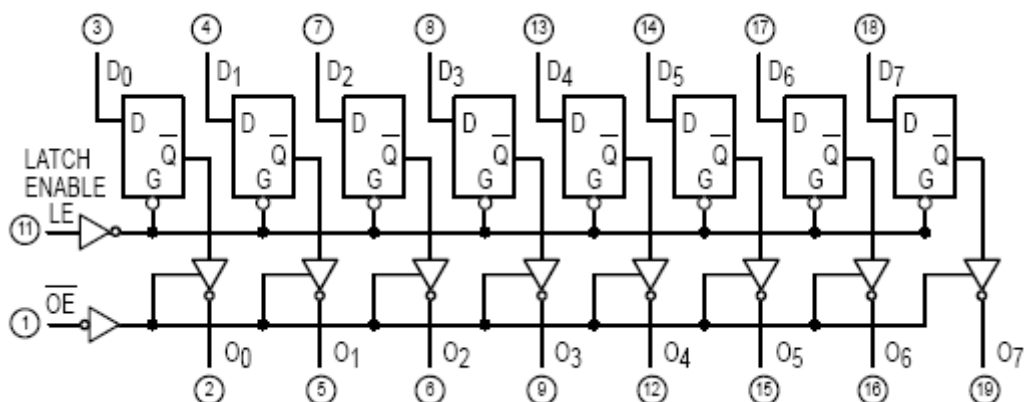 3 4 7 8 13 14 17 18
D0 D1 D2 D3 D4 D5 D6 D7
D D D D D D D D
Q̅ Q̅ Q̅ Q̅ Q̅ Q̅ Q̅ Q̅
G G G G G G G G
LATCH
ENABLE
LE
11
O̅E̅
1
O0 O1 O2 O3 O4 O5 O6 O7
2 5 6 9 12 15 16 19